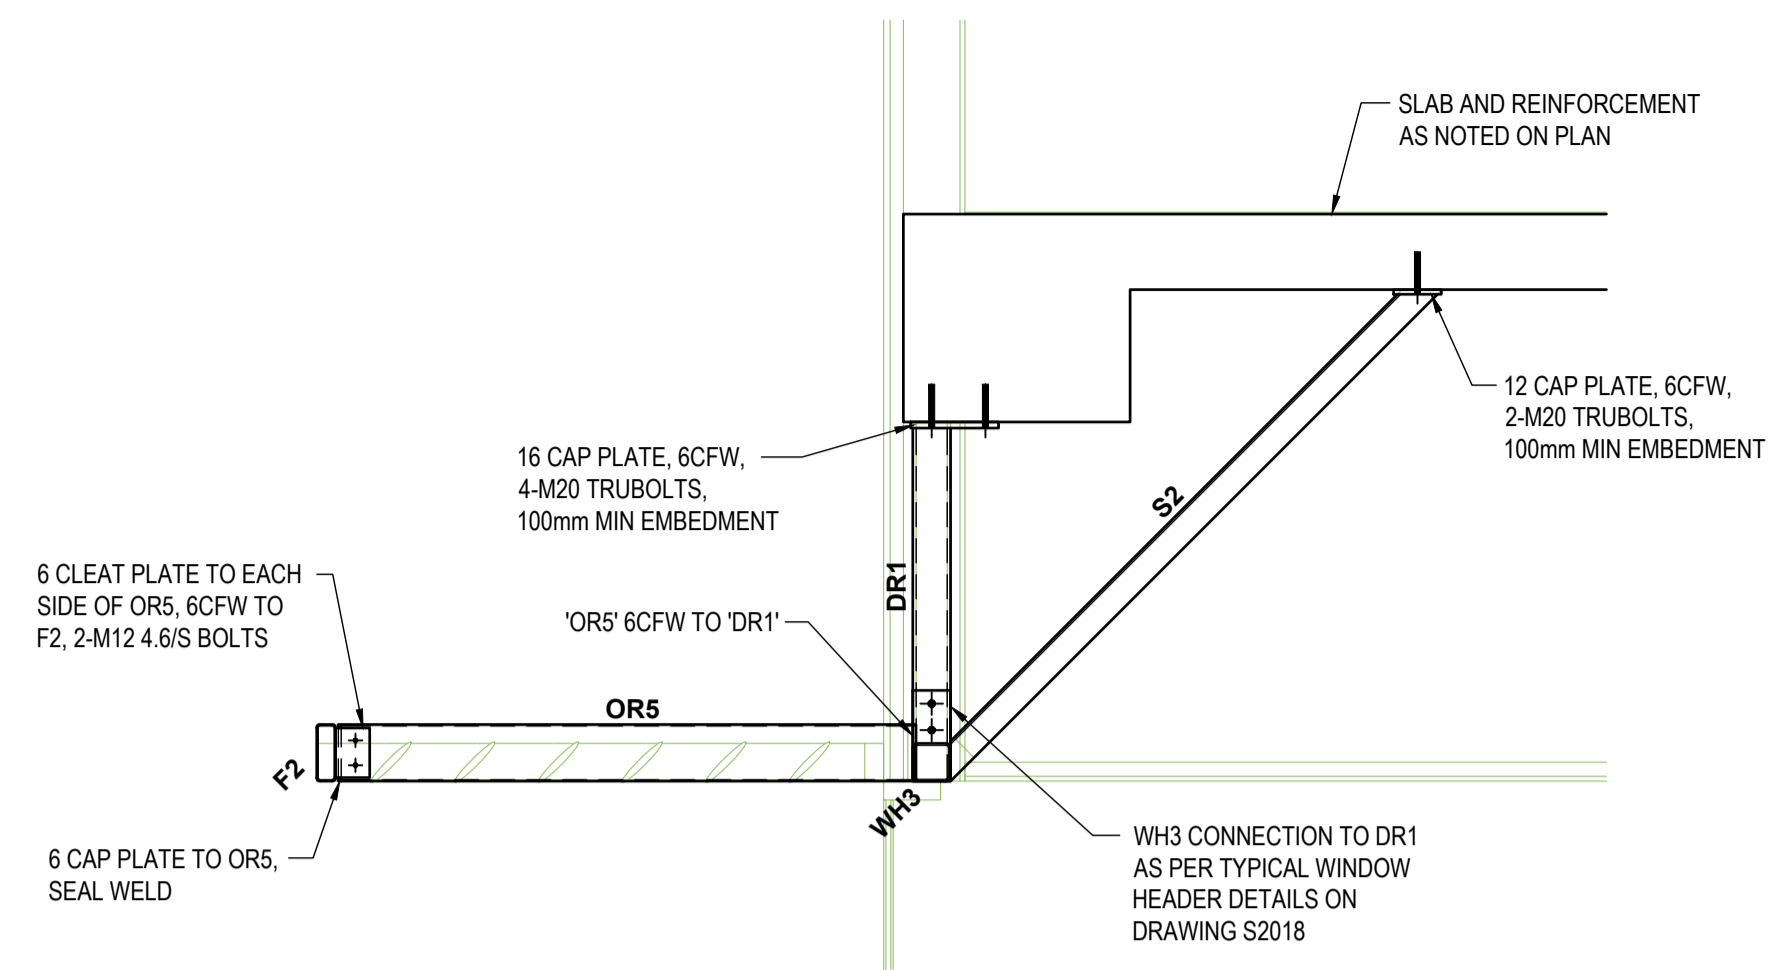 SLAB AND REINFORCEMENT
AS NOTED ON PLAN
12 CAP PLATE, 6CFW,
2-M20 TRUBOLTS,
100mm MIN EMBEDMENT
16 CAP PLATE, 6CFW,
4-M20 TRUBOLTS,
100mm MIN EMBEDMENT
S2
DR1
6 CLEAT PLATE TO EACH
SIDE OF OR5, 6CFW TO
F2, 2-M12 4.6/S BOLTS
'OR5' 6CFW TO 'DR1'
OR5
F2
WH3
6 CAP PLATE TO OR5,
SEAL WELD
WH3 CONNECTION TO DR1
AS PER TYPICAL WINDOW
HEADER DETAILS ON
DRAWING S2018